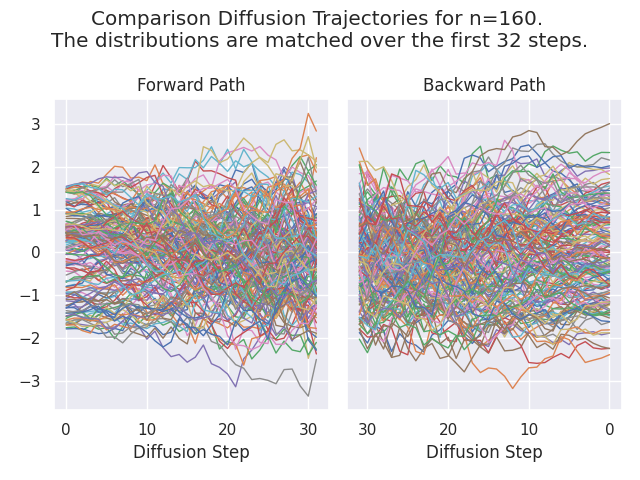 Comparison Diffusion Trajectories for n=160.
The distributions are matched over the first 32 steps.
Forward Path
Backward Path
3
2
1
0
−1
−2
−3
0 10 20 30
30 20 10 0
Diffusion Step
Diffusion Step